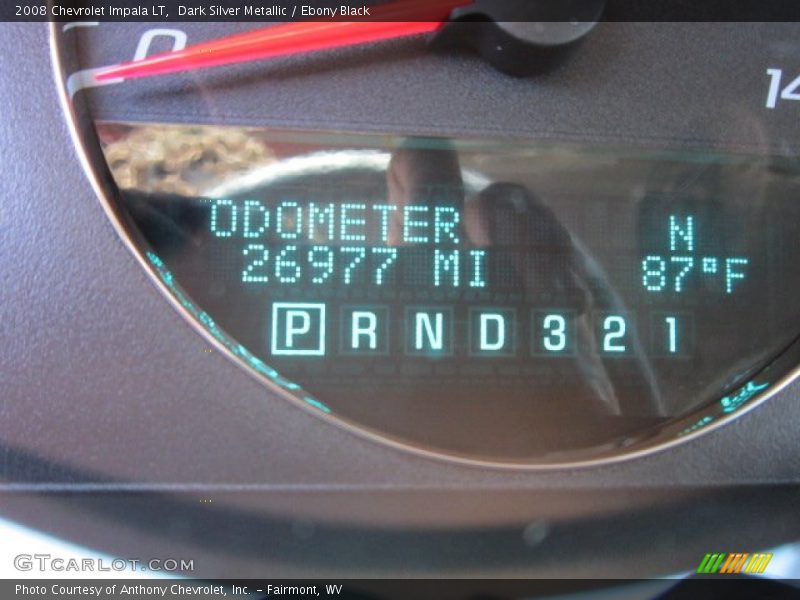 2008 Chevrolet Impala LT,  Dark Silver Metallic / Ebony Black
0
14
ODOMETER
N
26977 MI
87°F
P R N D 3 2 1
GTCARLOT.COM
Photo Courtesy of Anthony Chevrolet, Inc. – Fairmont, WV